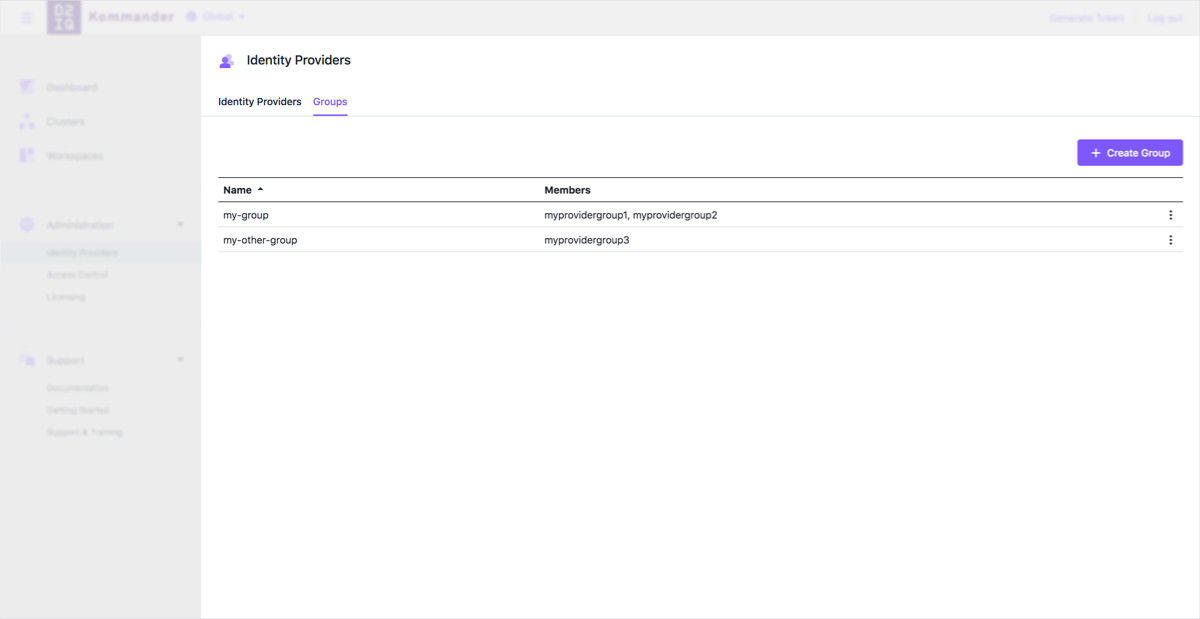 D2
IQ
Kommander
Global
Generate Token
Log out
Dashboard
Clusters
Workspaces
Administration
Identity Providers
Access Control
Licensing
Support
Documentation
Getting Started
Support & Training
Identity Providers
Identity Providers Groups
+ Create Group
Name Members
my-group myprovidergroup1, myprovidergroup2
my-other-group myprovidergroup3